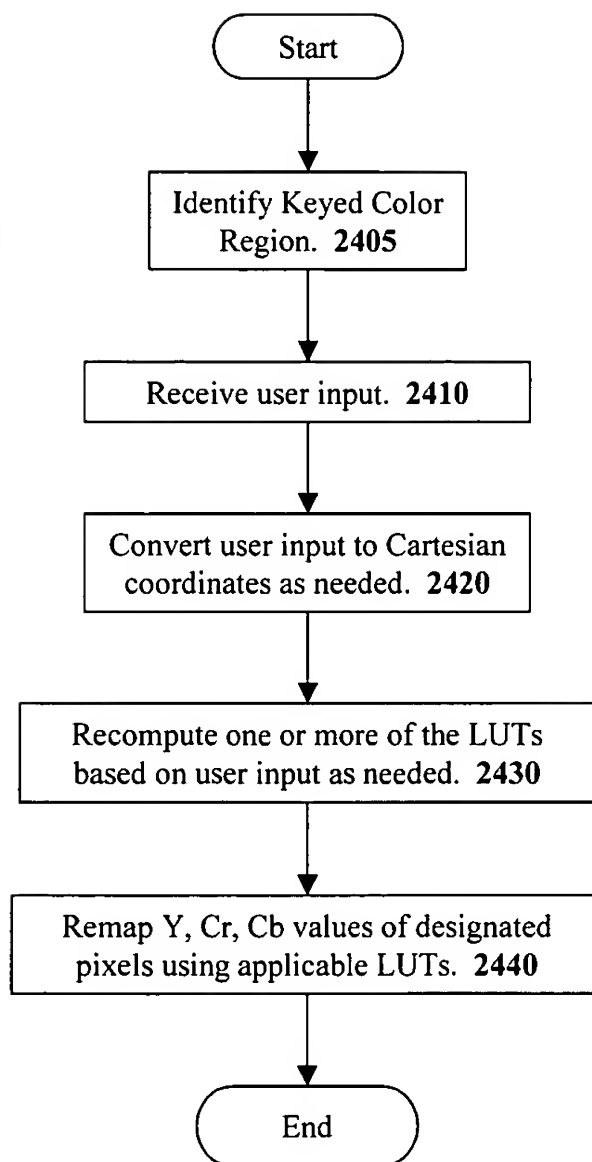 Start
Identify Keyed Color
Region. 2405
Receive user input. 2410
Convert user input to Cartesian
coordinates as needed. 2420
Recompute one or more of the LUTs
based on user input as needed. 2430
Remap Y, Cr, Cb values of designated
pixels using applicable LUTs. 2440
End